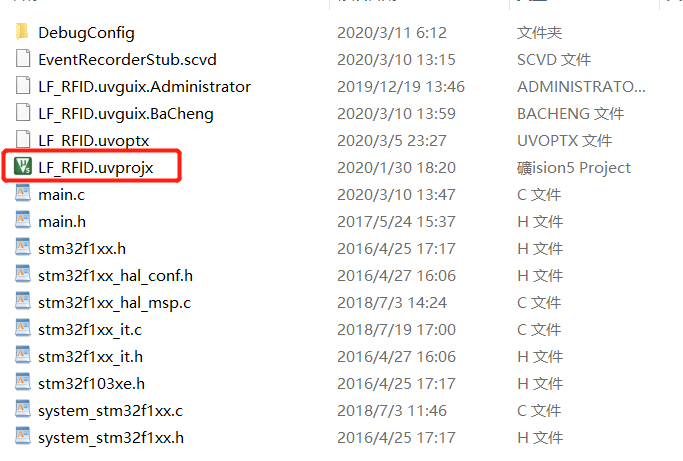 DebugConfig 2020/3/11 6:12 文件夹
EventRecorderStub.scvd 2020/3/10 13:15 SCVD 文件
LF_RFID.uvguix.Administrator 2019/12/19 13:46 ADMINISTRATO...
LF_RFID.uvguix.BaCheng 2020/3/10 13:59 BACHENG 文件
LF_RFID.uvoptx 2020/3/5 23:27 UVOPTX 文件
LF_RFID.uvprojx 2020/1/30 18:20 礦ision5 Project
main.c 2020/3/10 13:47 C 文件
main.h 2017/5/24 15:37 H 文件
stm32f1xx.h 2016/4/25 17:17 H 文件
stm32f1xx_hal_conf.h 2016/4/27 16:06 H 文件
stm32f1xx_hal_msp.c 2018/7/3 14:24 C 文件
stm32f1xx_it.c 2018/7/19 17:00 C 文件
stm32f1xx_it.h 2016/4/27 16:06 H 文件
stm32f103xe.h 2016/4/25 17:17 H 文件
system_stm32f1xx.c 2018/7/3 11:46 C 文件
system_stm32f1xx.h 2016/4/25 17:17 H 文件